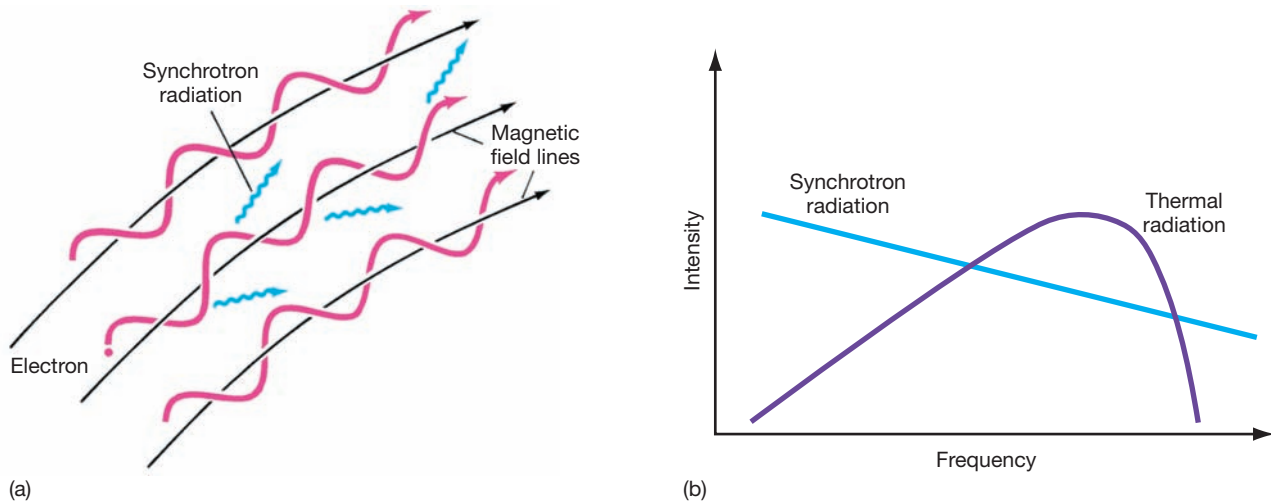 Synchrotron
radiation
Magnetic
field lines
Electron
(a)
Intensity
Synchrotron
radiation
Thermal
radiation
Frequency
(b)